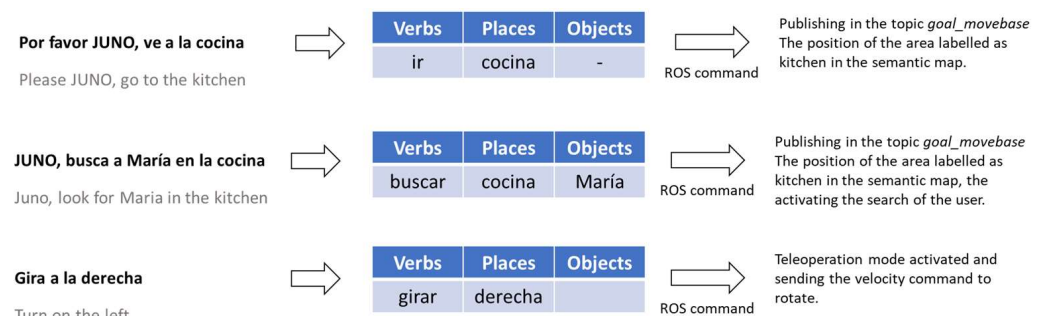 Por favor JUNO, ve a la cocina
Please JUNO, go to the kitchen
Verbs Places Objects
ir cocina -
ROS command
Publishing in the topic goal_movebase
The position of the area labelled as
kitchen in the semantic map.
JUNO, busca a María en la cocina
Juno, look for Maria in the kitchen
Verbs Places Objects
buscar cocina María
ROS command
Publishing in the topic goal_movebase
The position of the area labelled as
kitchen in the semantic map, the
activating the search of the user.
Gira a la derecha
Turn on the left
Verbs Places Objects
girar derecha
ROS command
Teleoperation mode activated and
sending the velocity command to
rotate.